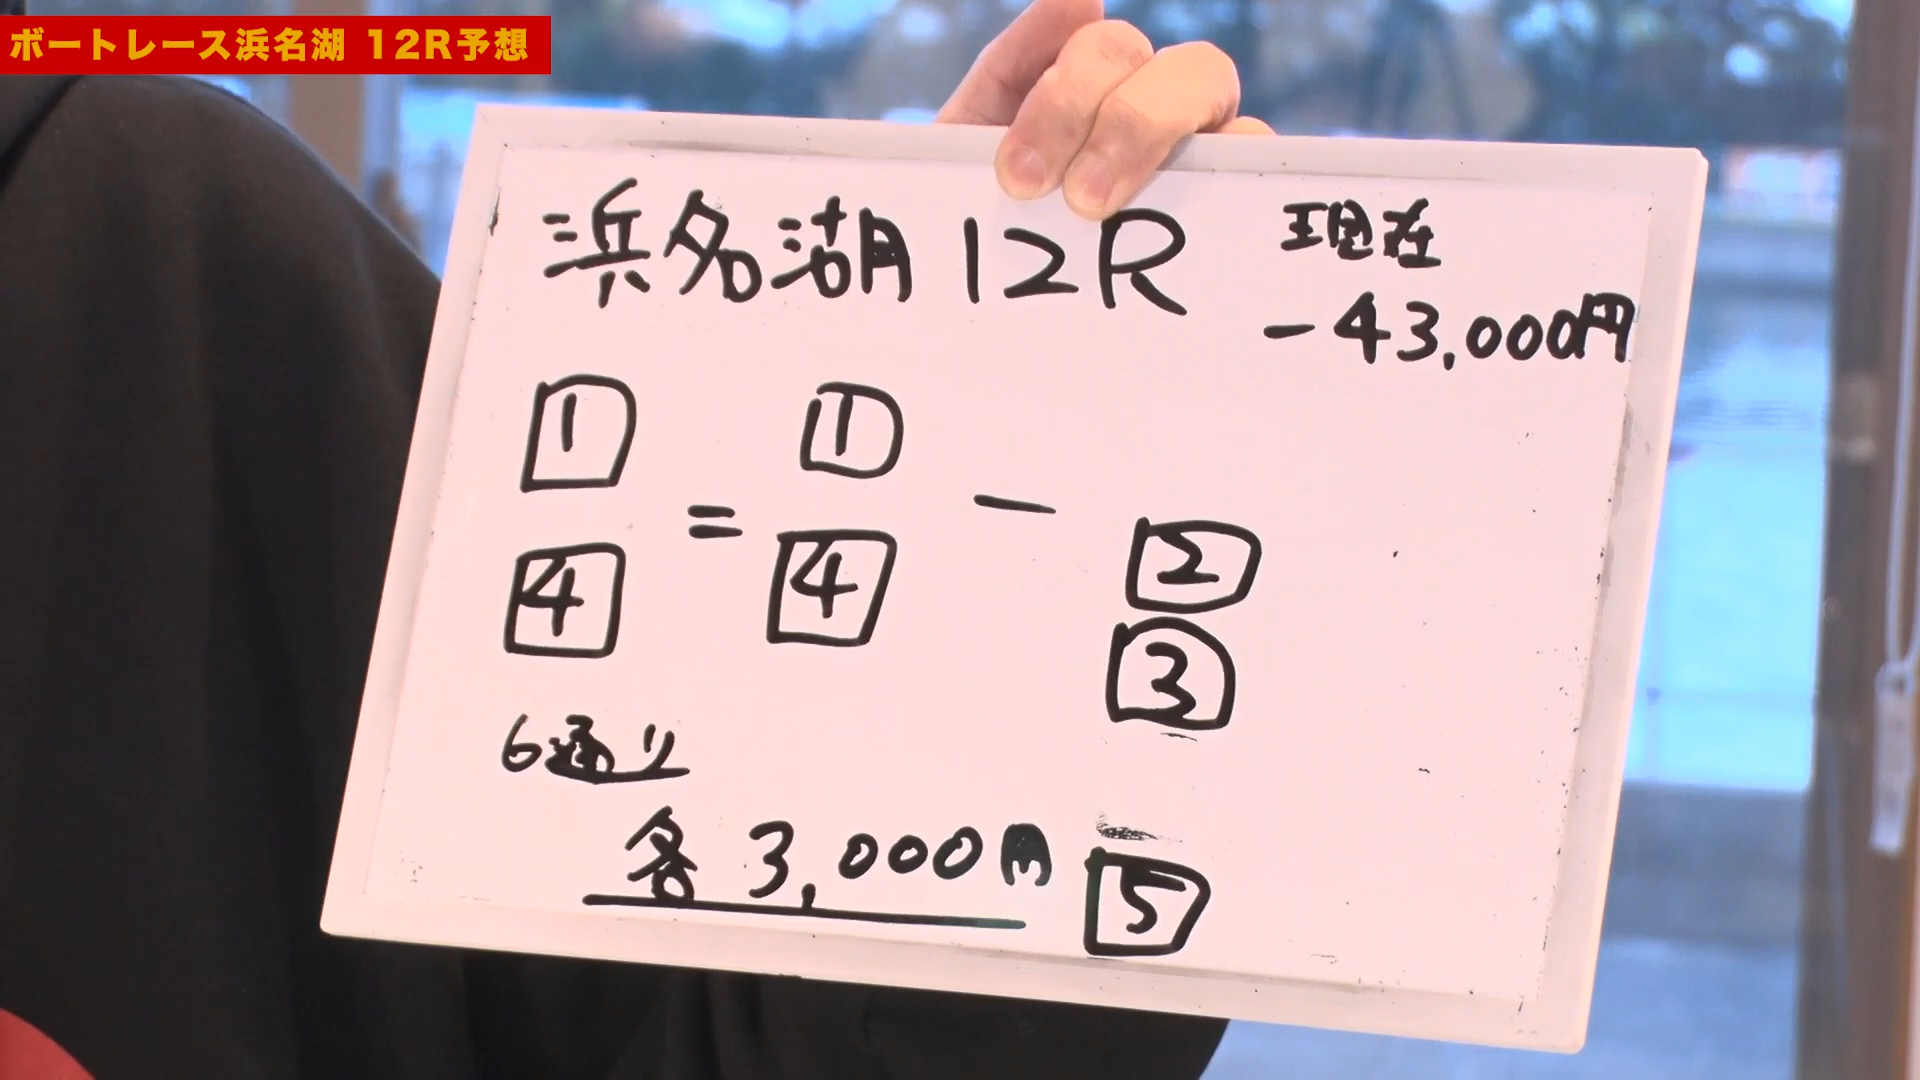 ボートレース浜名湖 12R予想
浜名湖 12R
現在
-43,000円
1 1
4 = 4 - 2
3
5
6通り
各 3,000円